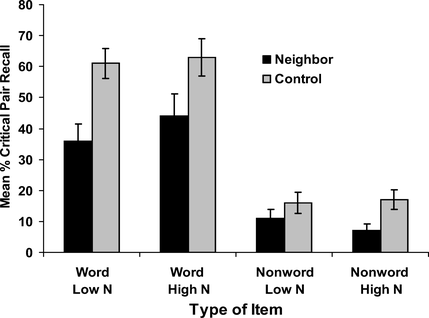 80
70
60
50
40
30
20
10
0
Mean % Critical Pair Recall
Neighbor
Control
Word Low N
Word High N
Nonword Low N
Nonword High N
Type of Item